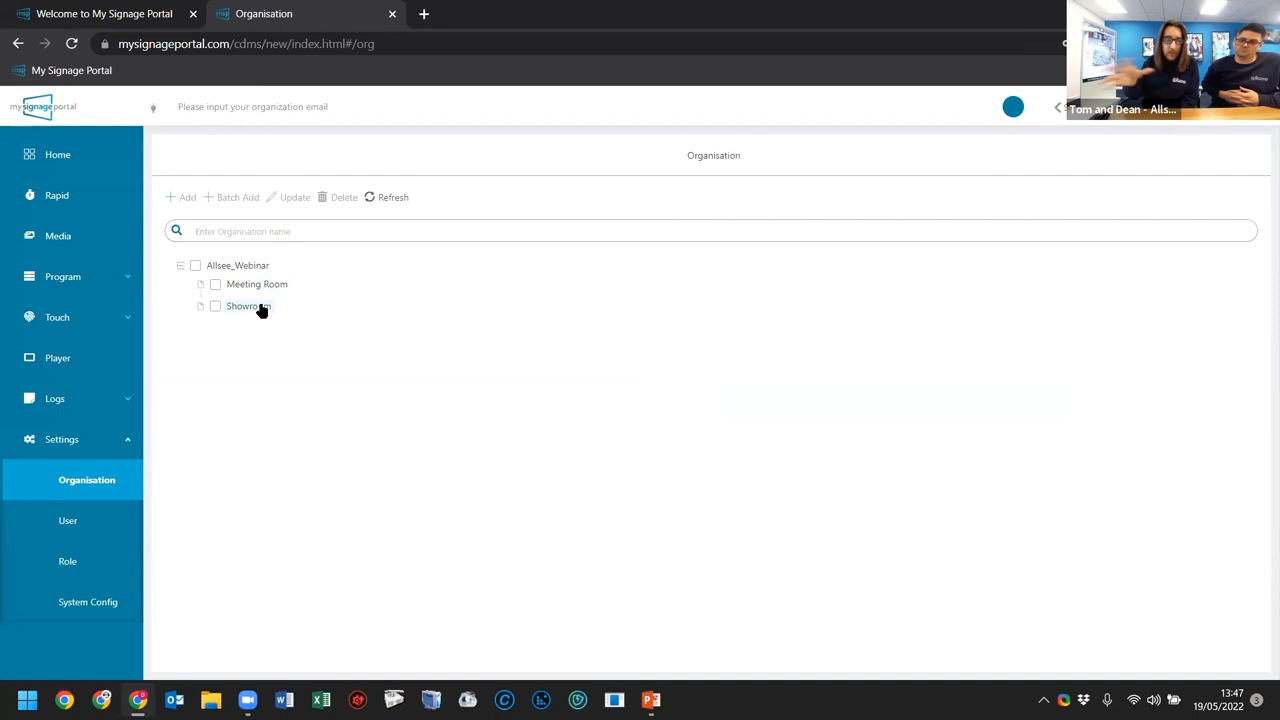 Welcome to My Signage Portal
Organisation
mysignageportal.com/cdms/new/index.html#/org
My Signage Portal
mysignageportal
Please input your organization email
Tom and Dean - Alls...
Home
Rapid
Media
Program
Touch
Player
Logs
Settings
Organisation
User
Role
System Config
Organisation
Add
Batch Add
Update
Delete
Refresh
Enter Organisation name
Allsee_Webinar
Meeting Room
Showroom
13:47
19/05/2022
3